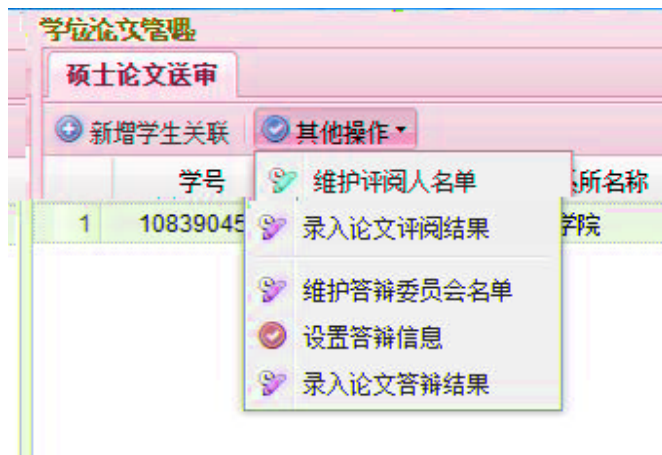 学位论文管理
硕士论文送审
新增学生关联 其他操作
学号 所名称
维护评阅人名单
1 10839045 学院
录入论文评阅结果
维护答辩委员会名单
设置答辩信息
录入论文答辩结果